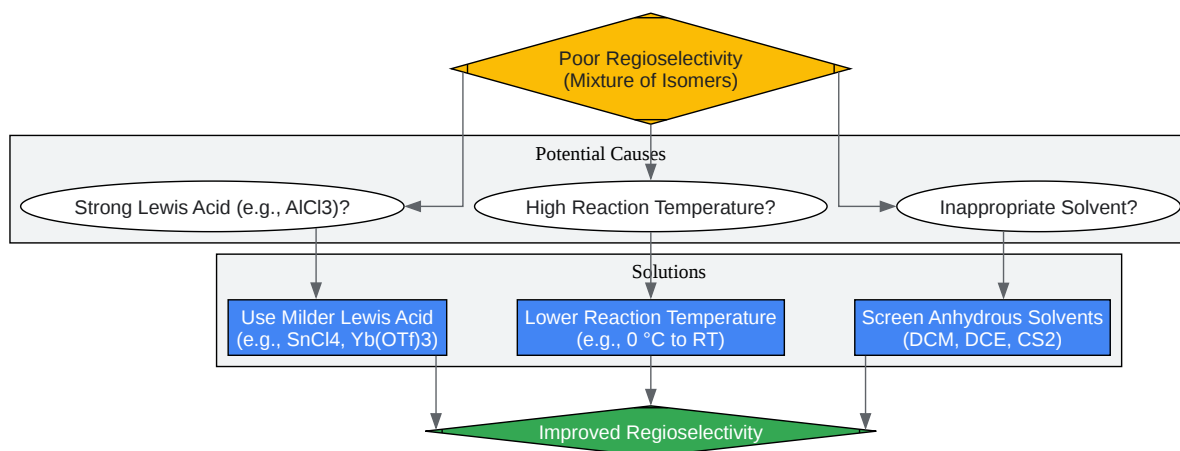 Poor Regioselectivity
(Mixture of Isomers)
Potential Causes
Strong Lewis Acid (e.g., AlCl3)?
High Reaction Temperature?
Inappropriate Solvent?
Solutions
Use Milder Lewis Acid
(e.g., SnCl4, Yb(OTf)3)
Lower Reaction Temperature
(e.g., 0 °C to RT)
Screen Anhydrous Solvents
(DCM, DCE, CS2)
Improved Regioselectivity